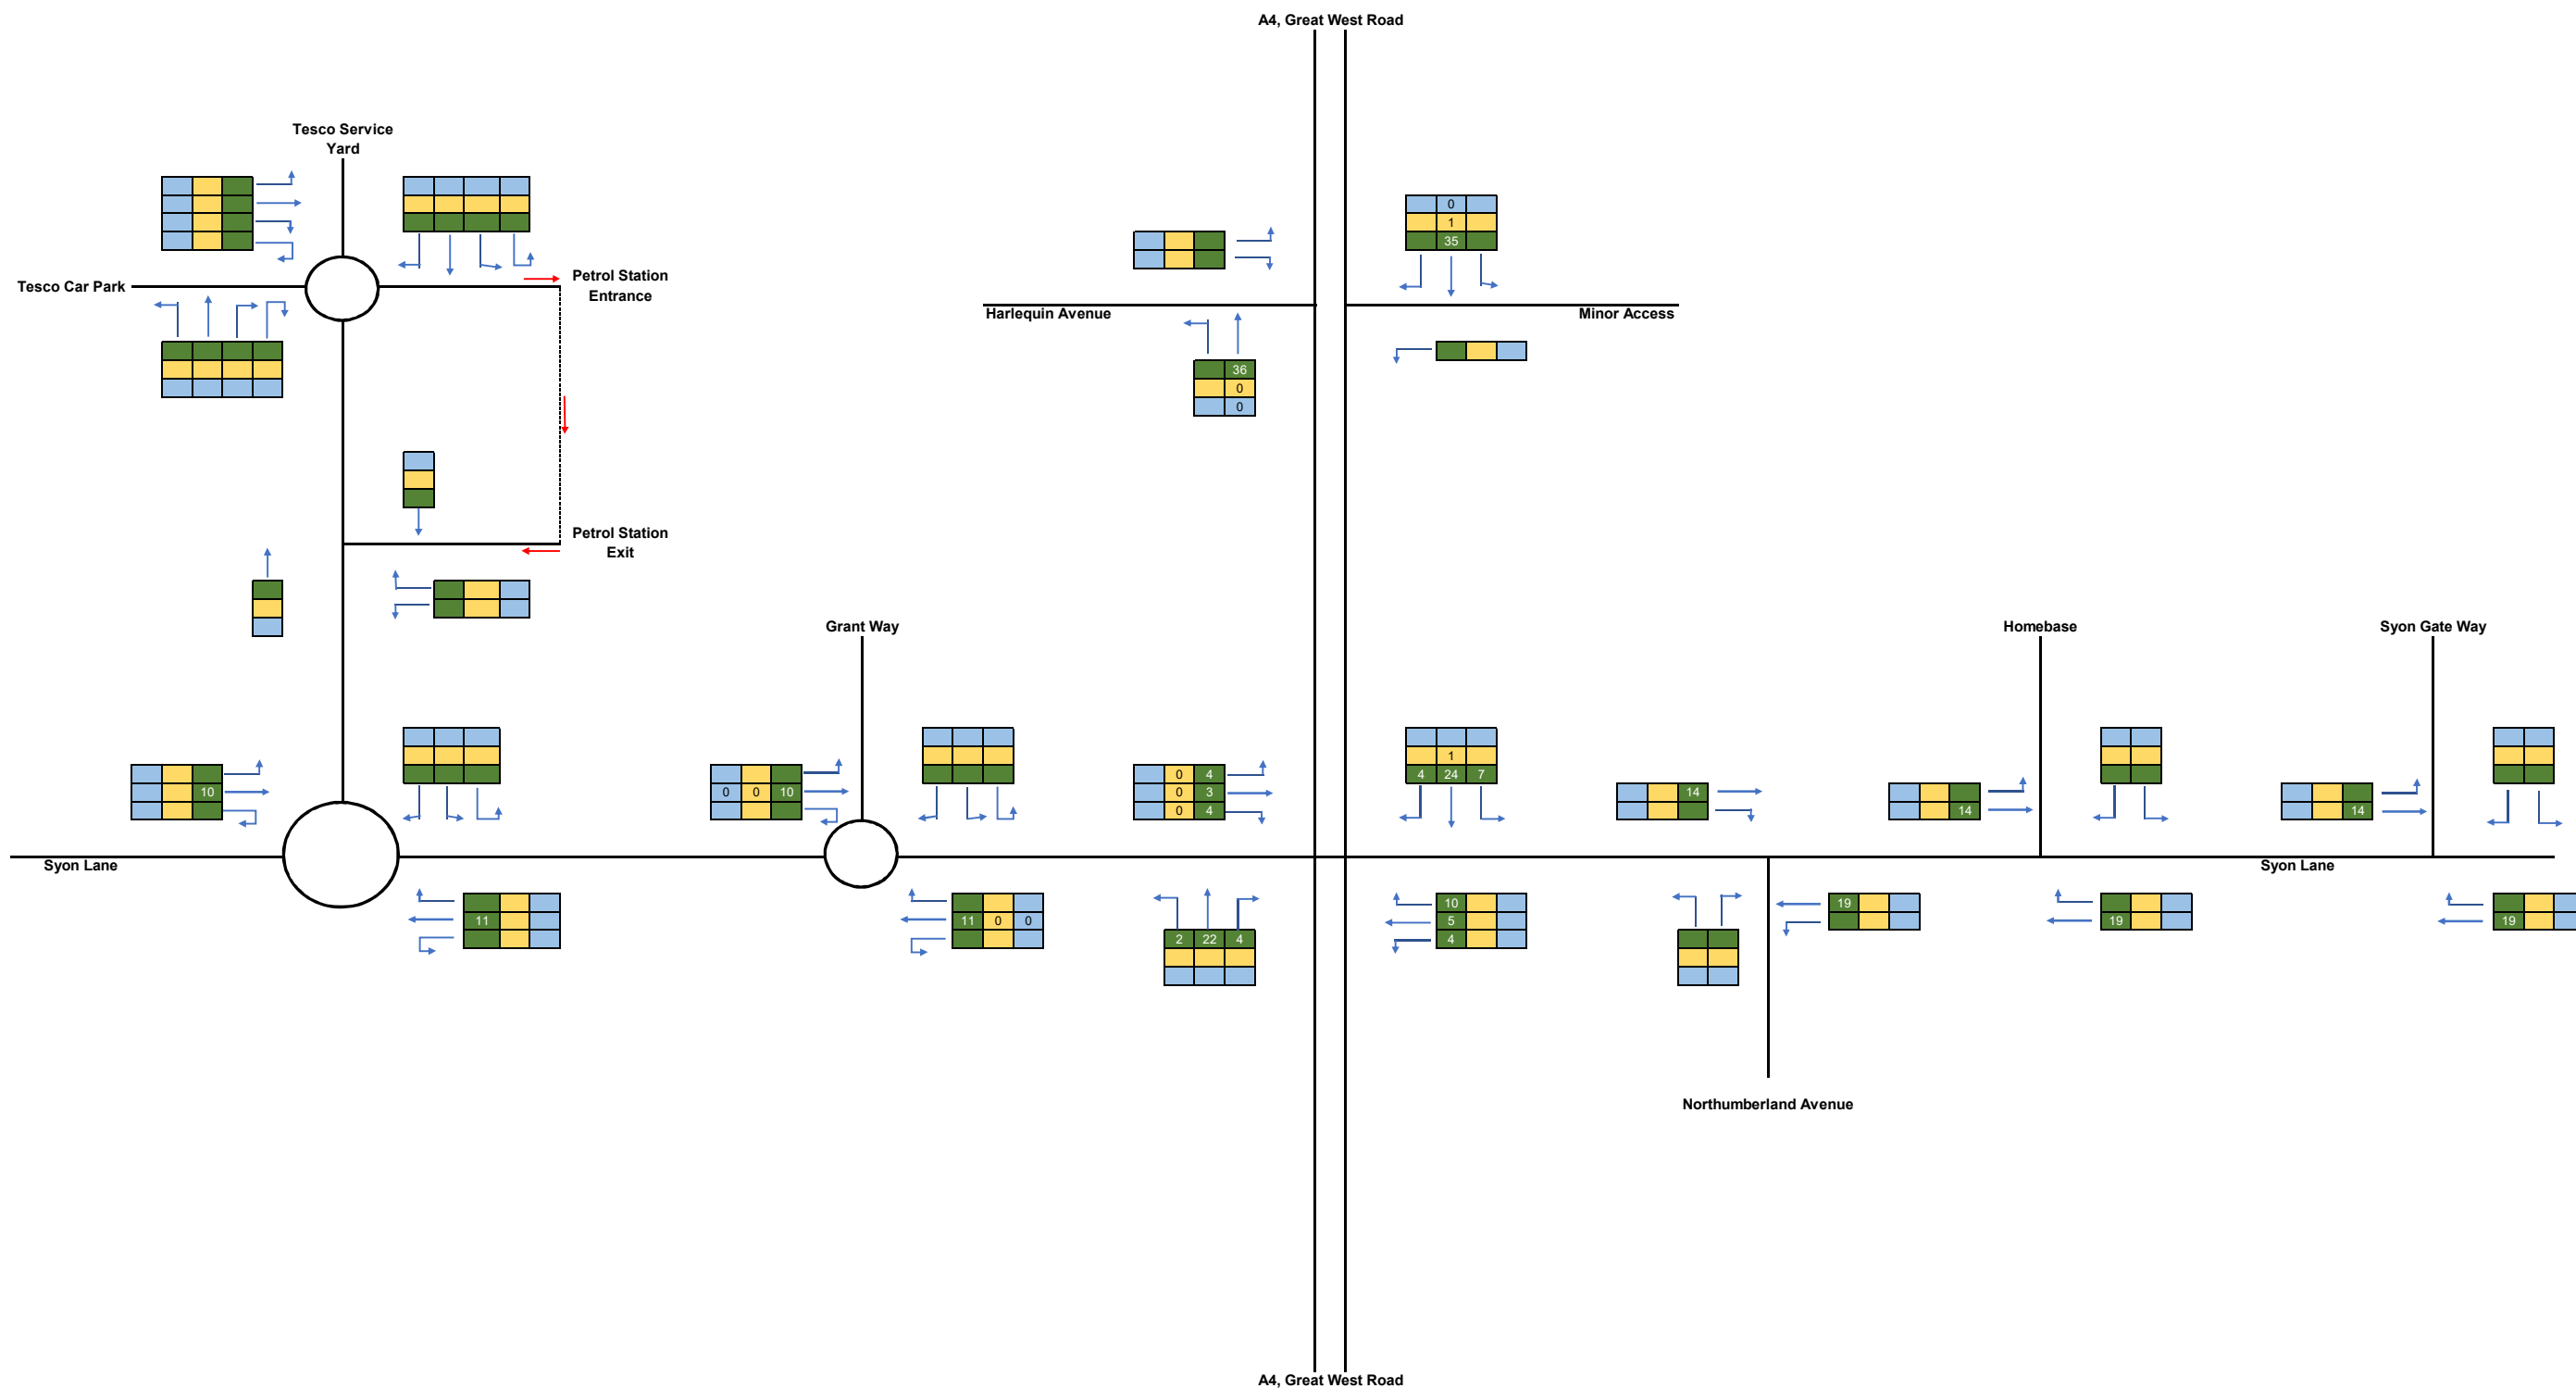 A4, Great West Road
Tesco Service
Yard
0
1
35
Petrol Station
Entrance
Tesco Car Park
Harlequin Avenue
Minor Access
36
0
0
Petrol Station
Exit
Grant Way
Homebase
Syon Gate Way
10
0 0 10
0 4
0 3
0 4
1
4 24 7
14
14
14
Syon Lane
Syon Lane
11
11 0 0
2 22 4
10
5
4
19
19
19
Northumberland Avenue
A4, Great West Road